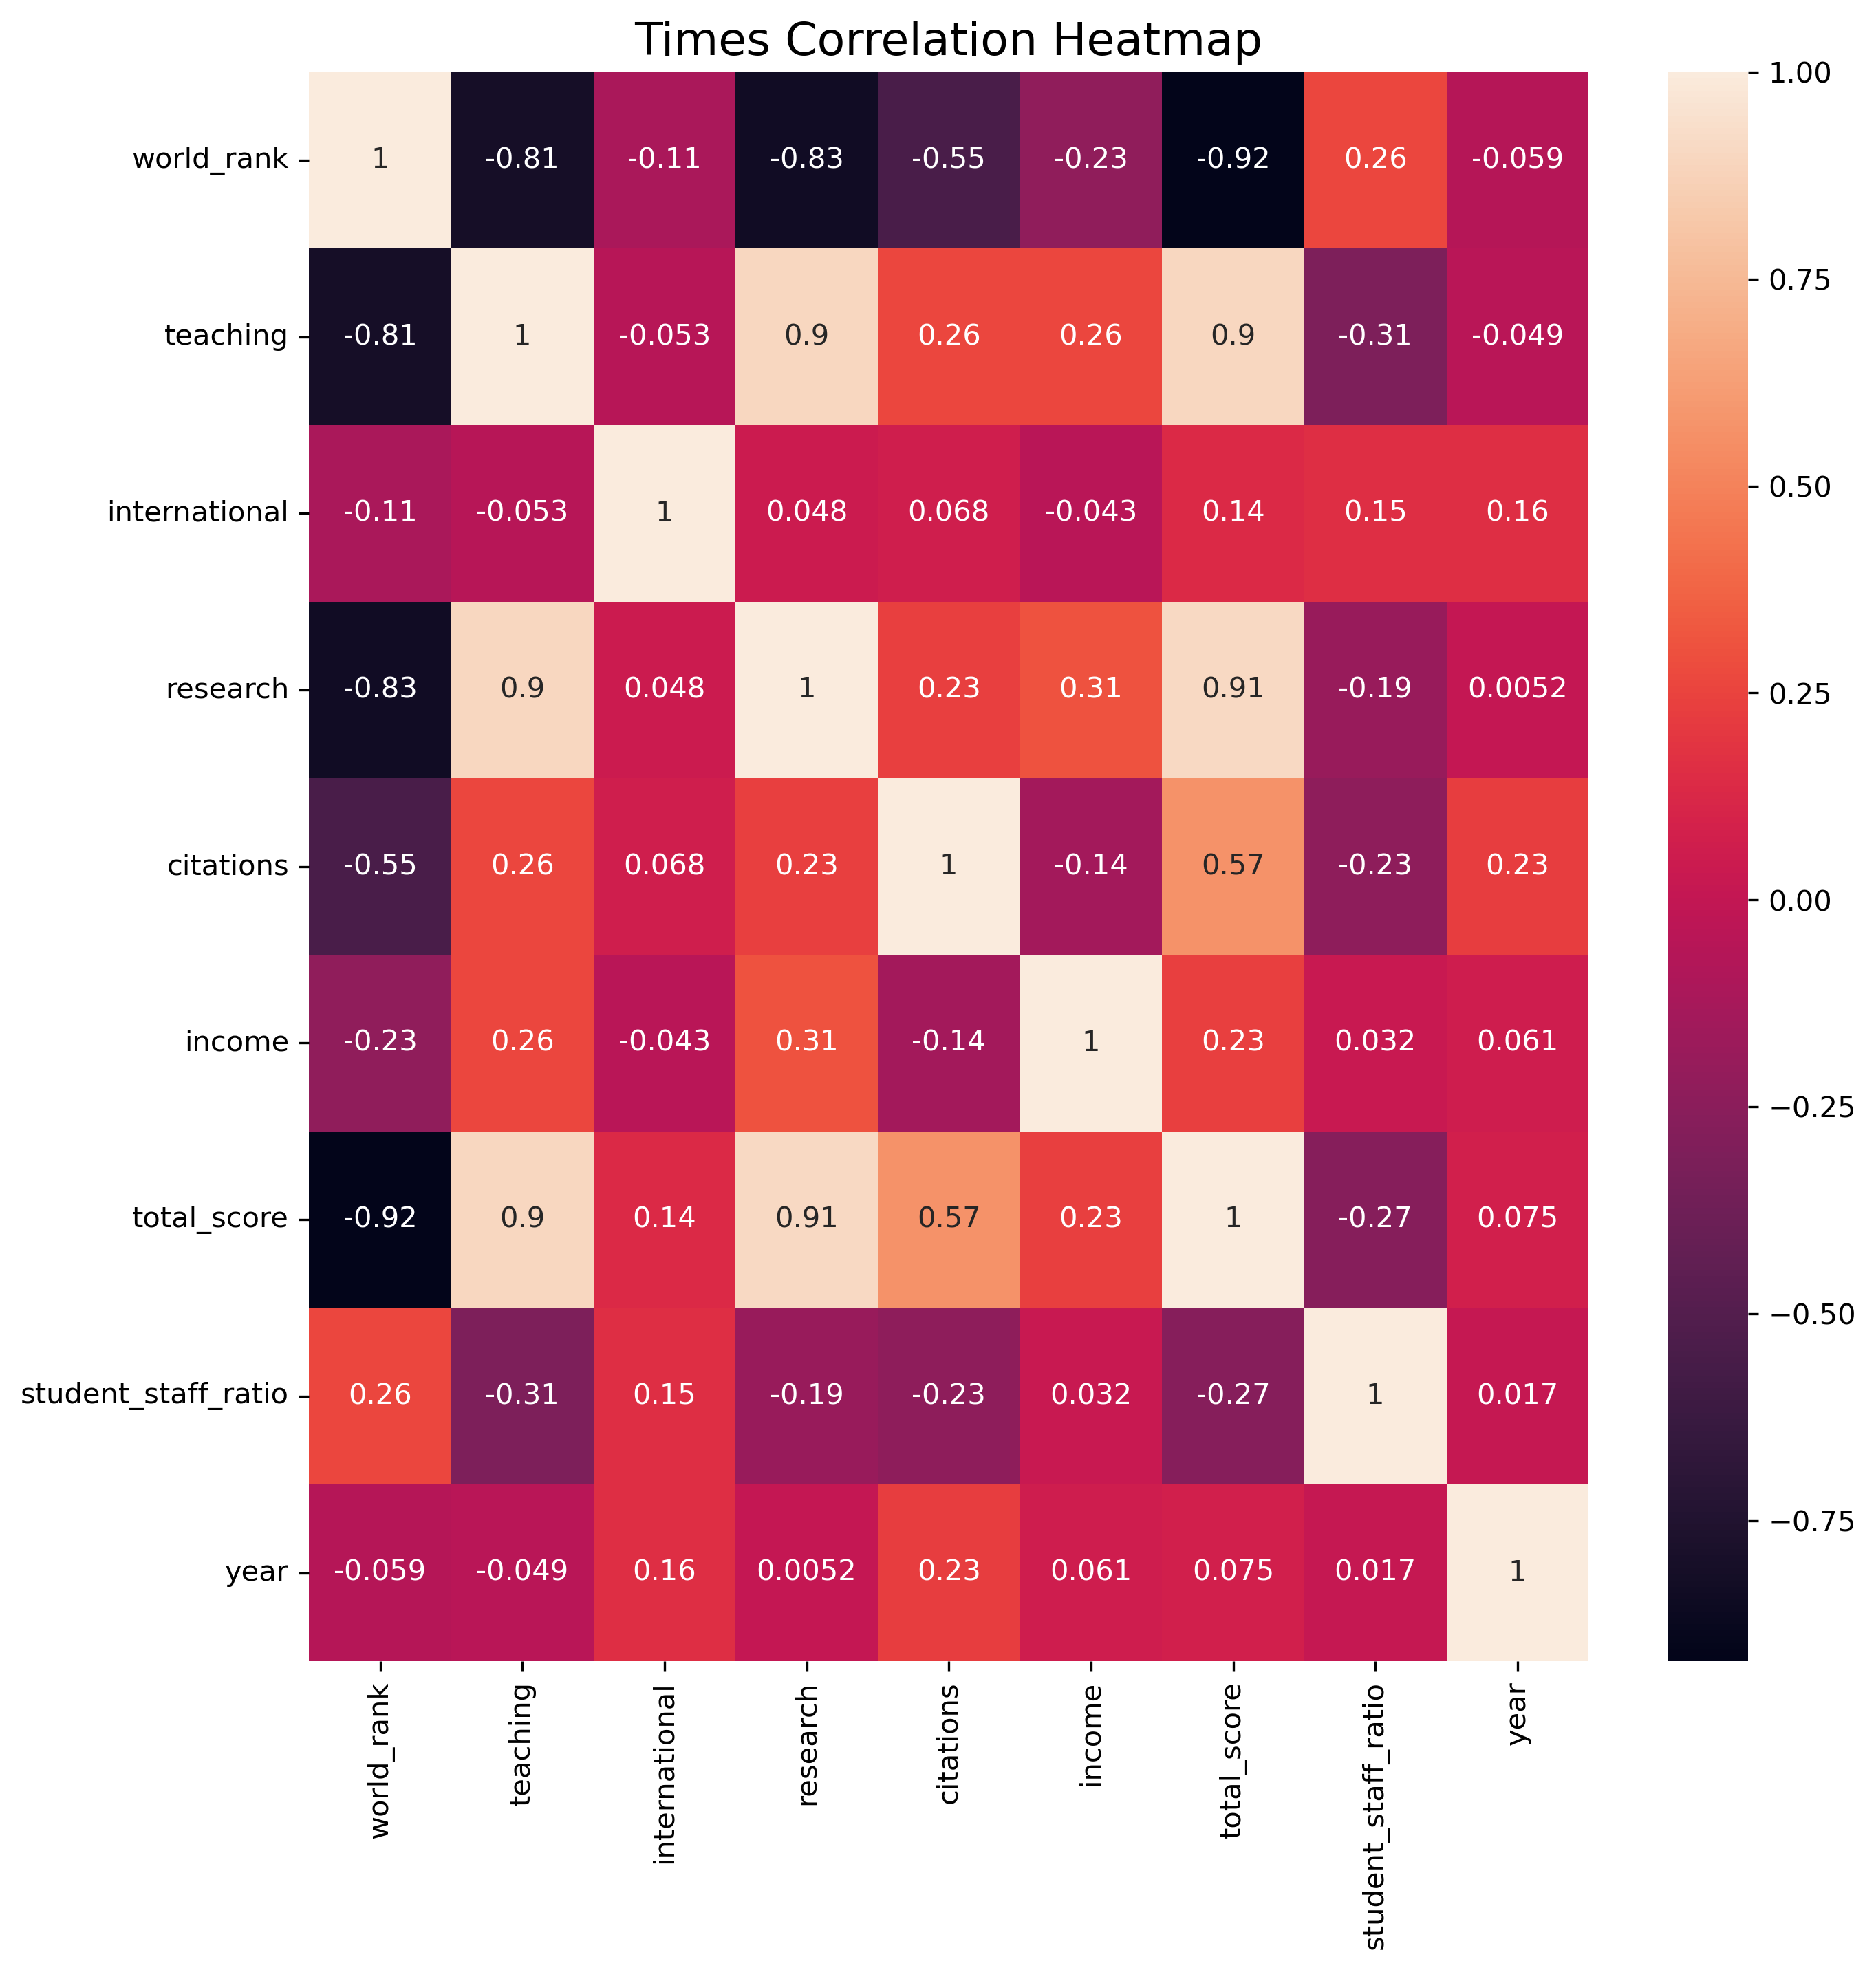 Times Correlation Heatmap
world_rank 1 -0.81 -0.11 -0.83 -0.55 -0.23 -0.92 0.26 -0.059
teaching -0.81 1 -0.053 0.9 0.26 0.26 0.9 -0.31 -0.049
international -0.11 -0.053 1 0.048 0.068 -0.043 0.14 0.15 0.16
research -0.83 0.9 0.048 1 0.23 0.31 0.91 -0.19 0.0052
citations -0.55 0.26 0.068 0.23 1 -0.14 0.57 -0.23 0.23
income -0.23 0.26 -0.043 0.31 -0.14 1 0.23 0.032 0.061
total_score -0.92 0.9 0.14 0.91 0.57 0.23 1 -0.27 0.075
student_staff_ratio 0.26 -0.31 0.15 -0.19 -0.23 0.032 -0.27 1 0.017
year -0.059 -0.049 0.16 0.0052 0.23 0.061 0.075 0.017 1
world_rank
teaching
international
research
citations
income
total_score
student_staff_ratio
year
1.00
0.75
0.50
0.25
0.00
−0.25
−0.50
−0.75